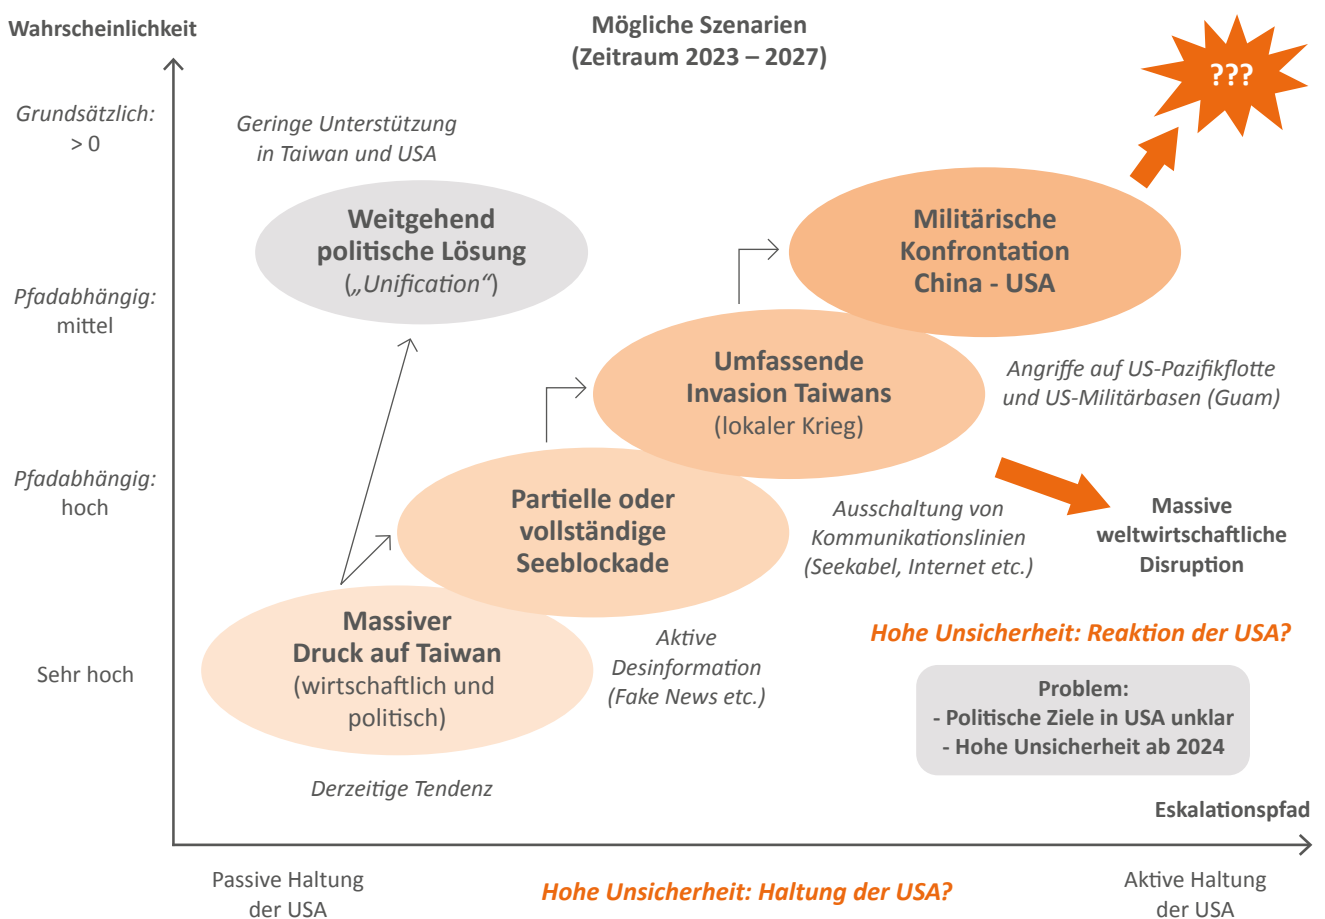 Mögliche Szenarien
(Zeitraum 2023 – 2027)
Wahrscheinlichkeit
???
Grundsätzlich:
> 0
Geringe Unterstützung
in Taiwan und USA
Weitgehend
politische Lösung
(„Unification“)
Militärische
Konfrontation
China - USA
Pfadabhängig:
mittel
Umfassende
Invasion Taiwans
(lokaler Krieg)
Angriffe auf US-Pazifikflotte
und US-Militärbasen (Guam)
Pfadabhängig:
hoch
Partielle oder
vollständige
Seeblockade
Ausschaltung von
Kommunikationslinien
(Seekabel, Internet etc.)
Massive
weltwirtschaftliche
Disruption
Sehr hoch
Massiver
Druck auf Taiwan
(wirtschaftlich und
politisch)
Aktive
Desinformation
(Fake News etc.)
Hohe Unsicherheit: Reaktion der USA?
Problem:
- Politische Ziele in USA unklar
- Hohe Unsicherheit ab 2024
Derzeitige Tendenz
Eskalationspfad
Passive Haltung
der USA
Hohe Unsicherheit: Haltung der USA?
Aktive Haltung
der USA